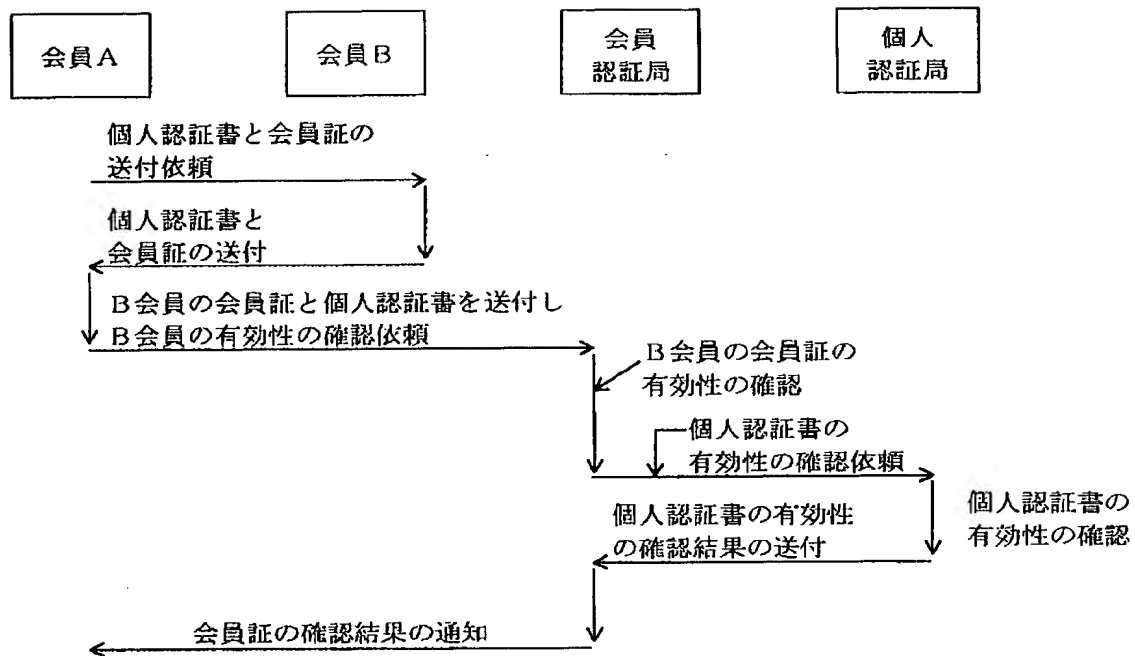 会員A
会員B
会員
認証局
個人
認証局
個人認証書と会員証の
送付依頼
個人認証書と
会員証の送付
B会員の会員証と個人認証書を送付し
B会員の有効性の確認依頼
B会員の会員証の
有効性の確認
個人認証書の
有効性の確認依頼
個人認証書の
有効性の確認
個人認証書の有効性
の確認結果の送付
会員証の確認結果の通知